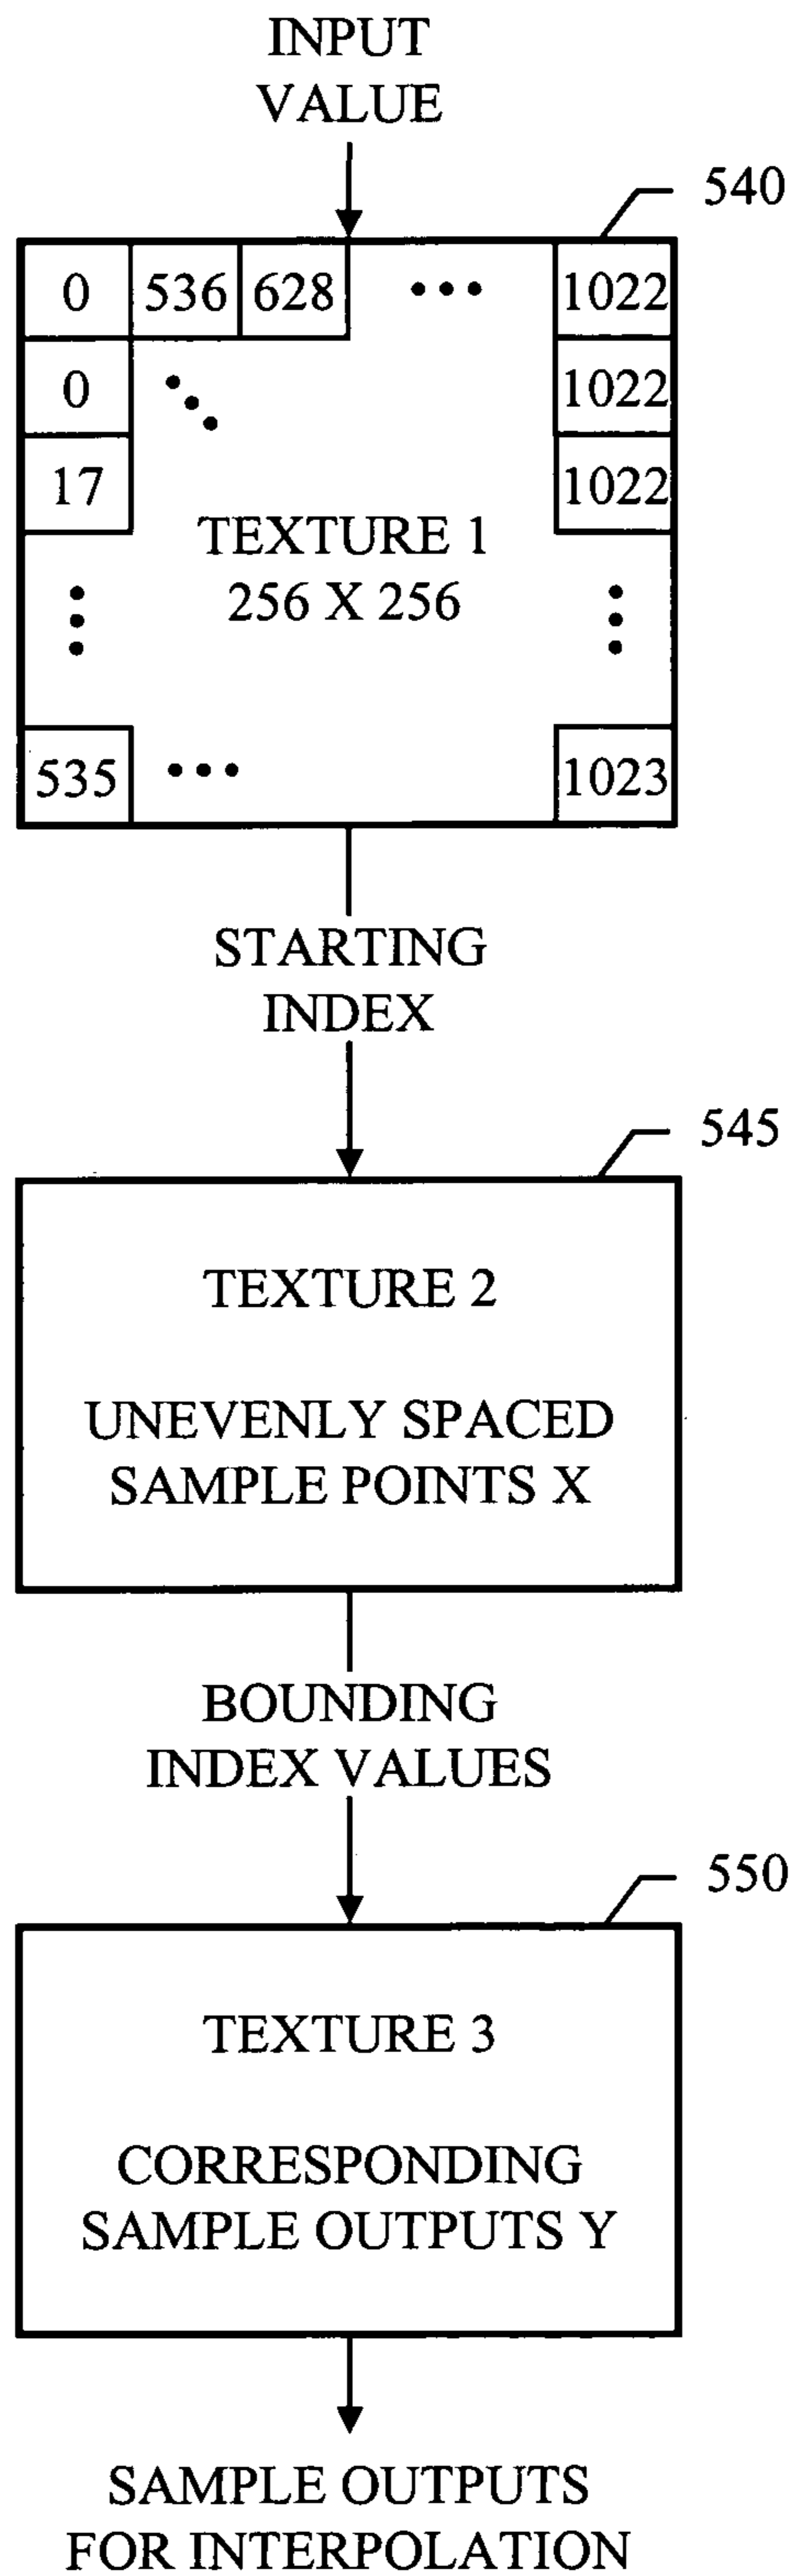 INPUT
VALUE
540
0 536 628 ••• 1022
0 1022
17 1022
TEXTURE 1
256 X 256
535 ••• 1023
STARTING
INDEX
545
TEXTURE 2
UNEVENLY SPACED
SAMPLE POINTS X
BOUNDING
INDEX VALUES
550
TEXTURE 3
CORRESPONDING
SAMPLE OUTPUTS Y
SAMPLE OUTPUTS
FOR INTERPOLATION